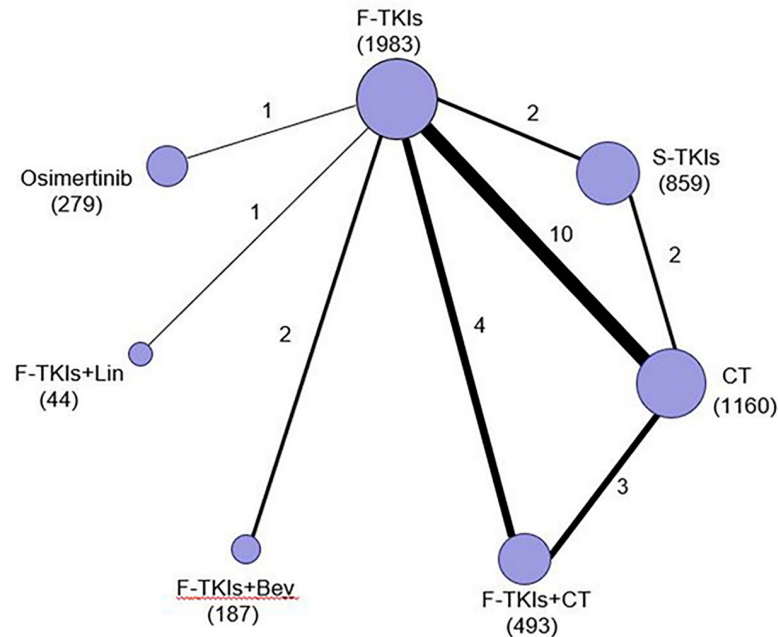 F-TKIs
(1983)
1
2
Osimertinib
(279)
S-TKIs
(859)
1
10
2
2
4
F-TKIs+Lin
(44)
CT
(1160)
3
F-TKIs+Bev
(187)
F-TKIs+CT
(493)